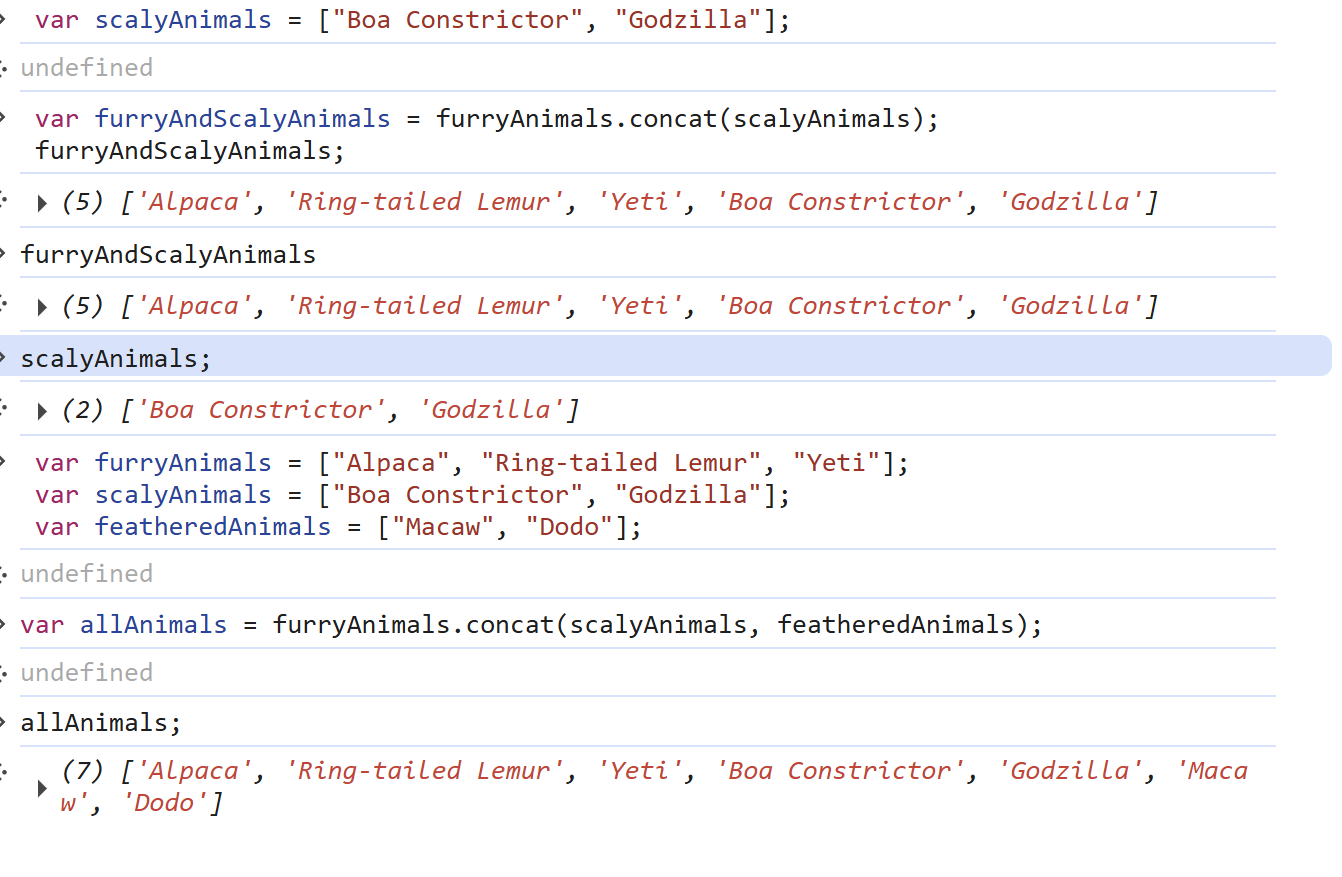 var scalyAnimals = ["Boa Constrictor", "Godzilla"];
undefined
var furryAndScalyAnimals = furryAnimals.concat(scalyAnimals);
furryAndScalyAnimals;
(5) ['Alpaca', 'Ring-tailed Lemur', 'Yeti', 'Boa Constrictor', 'Godzilla']
furryAndScalyAnimals
(5) ['Alpaca', 'Ring-tailed Lemur', 'Yeti', 'Boa Constrictor', 'Godzilla']
scalyAnimals;
(2) ['Boa Constrictor', 'Godzilla']
var furryAnimals = ["Alpaca", "Ring-tailed Lemur", "Yeti"];
var scalyAnimals = ["Boa Constrictor", "Godzilla"];
var featheredAnimals = ["Macaw", "Dodo"];
undefined
var allAnimals = furryAnimals.concat(scalyAnimals, featheredAnimals);
undefined
allAnimals;
(7) ['Alpaca', 'Ring-tailed Lemur', 'Yeti', 'Boa Constrictor', 'Godzilla', 'Maca
w', 'Dodo']